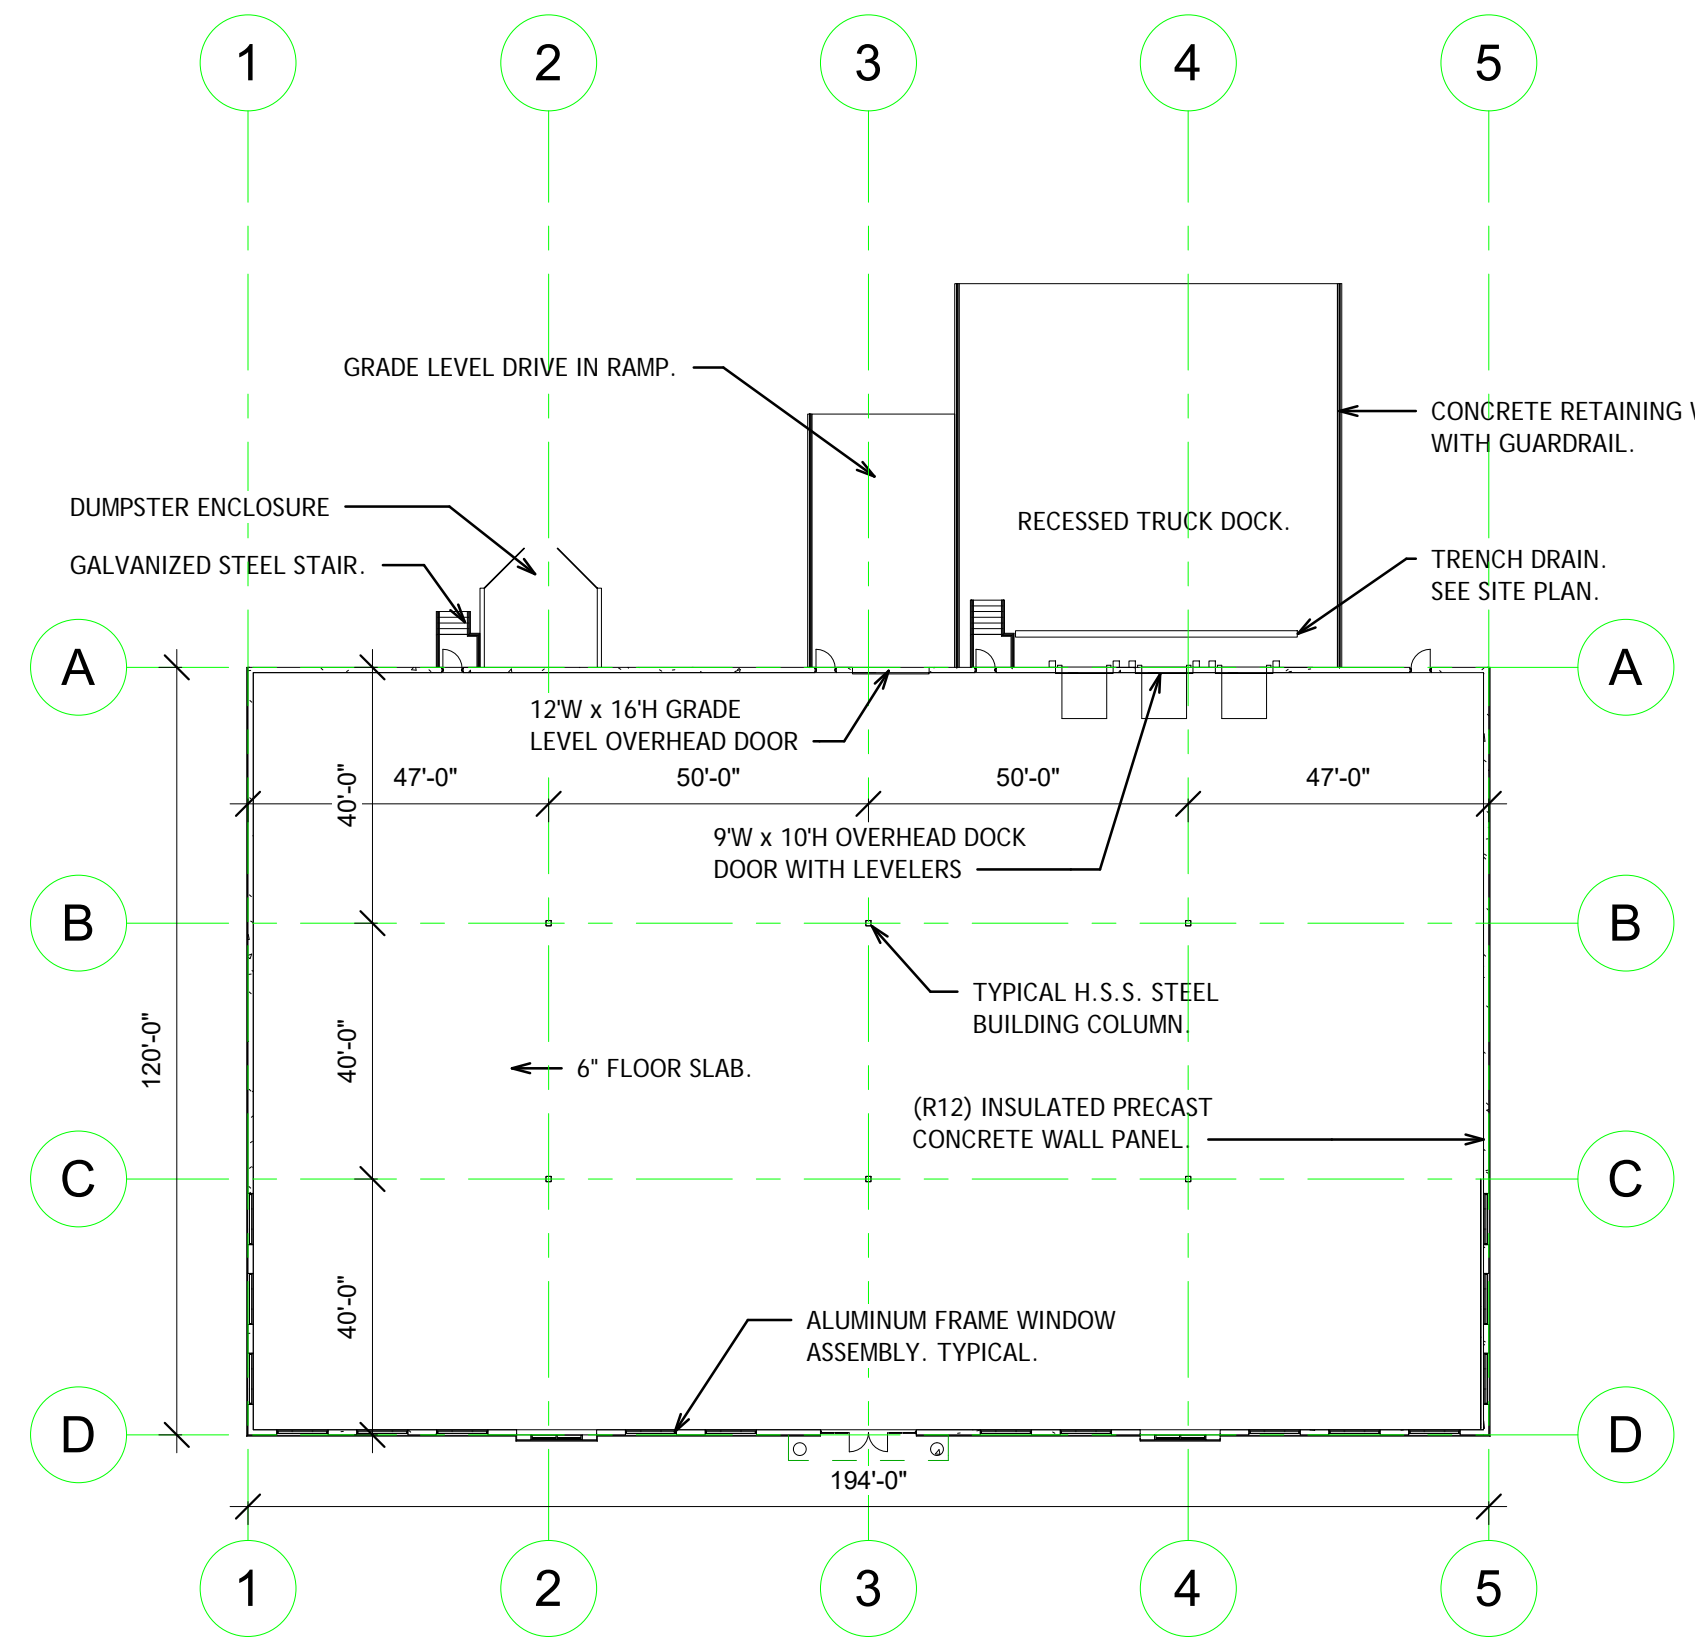 1 2 3 4 5
GRADE LEVEL DRIVE IN RAMP.
CONCRETE RETAINING
WITH GUARDRAIL.
DUMPSTER ENCLOSURE
RECESSED TRUCK DOCK.
GALVANIZED STEEL STAIR.
TRENCH DRAIN.
SEE SITE PLAN.
A A
12'W x 16'H GRADE
LEVEL OVERHEAD DOOR
47'-0" 50'-0" 50'-0" 47'-0"
40'-0"
9'W x 10'H OVERHEAD DOCK
DOOR WITH LEVELERS
B B
TYPICAL H.S.S. STEEL
BUILDING COLUMN.
120'-0"
40'-0"
6" FLOOR SLAB.
(R12) INSULATED PRECAST
CONCRETE WALL PANEL.
C C
40'-0"
ALUMINUM FRAME WINDOW
ASSEMBLY. TYPICAL.
D D
194'-0"
1 2 3 4 5